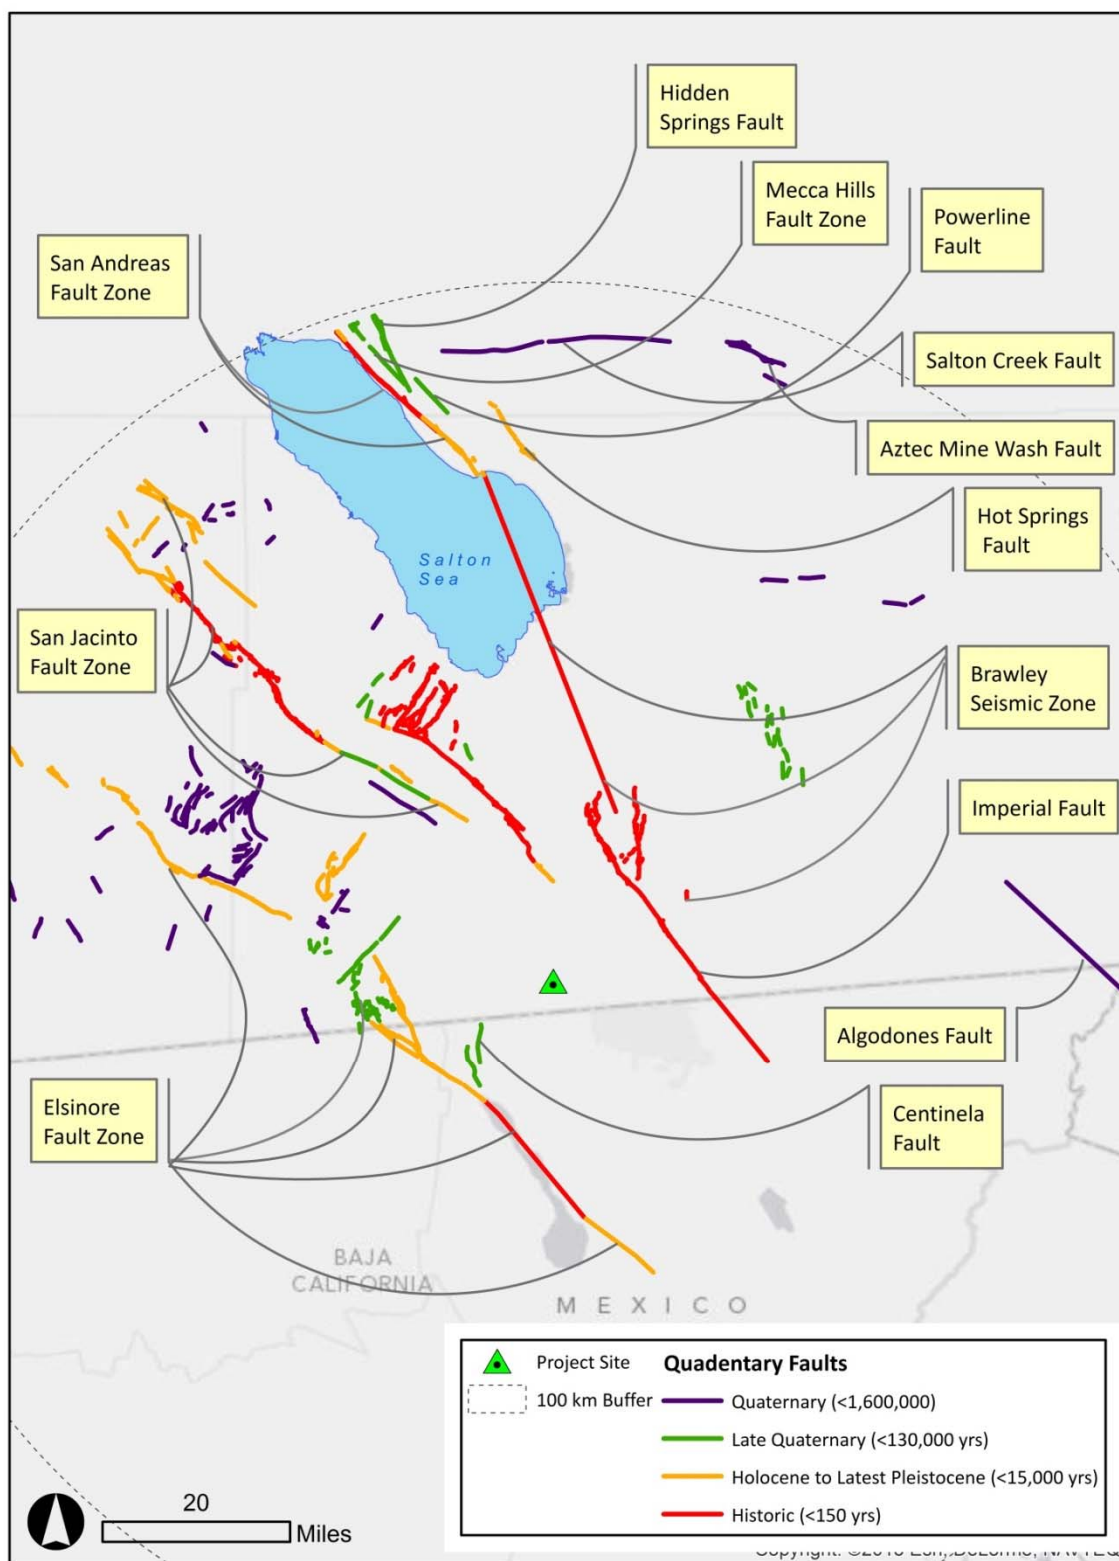 Hidden
Springs Fault
Mecca Hills
Fault Zone
Powerline
Fault
San Andreas
Fault Zone
Salton Creek Fault
Aztec Mine Wash Fault
Hot Springs
Fault
Salton
Sea
San Jacinto
Fault Zone
Brawley
Seismic Zone
Imperial Fault
Algodones Fault
Elsinore
Fault Zone
Centinela
Fault
BAJA
CALIFORNIA
MEXICO
Project Site
100 km Buffer
Quadentary Faults
Quaternary (<1,600,000)
Late Quaternary (<130,000 yrs)
Holocene to Latest Pleistocene (<15,000 yrs)
Historic (<150 yrs)
20
Miles